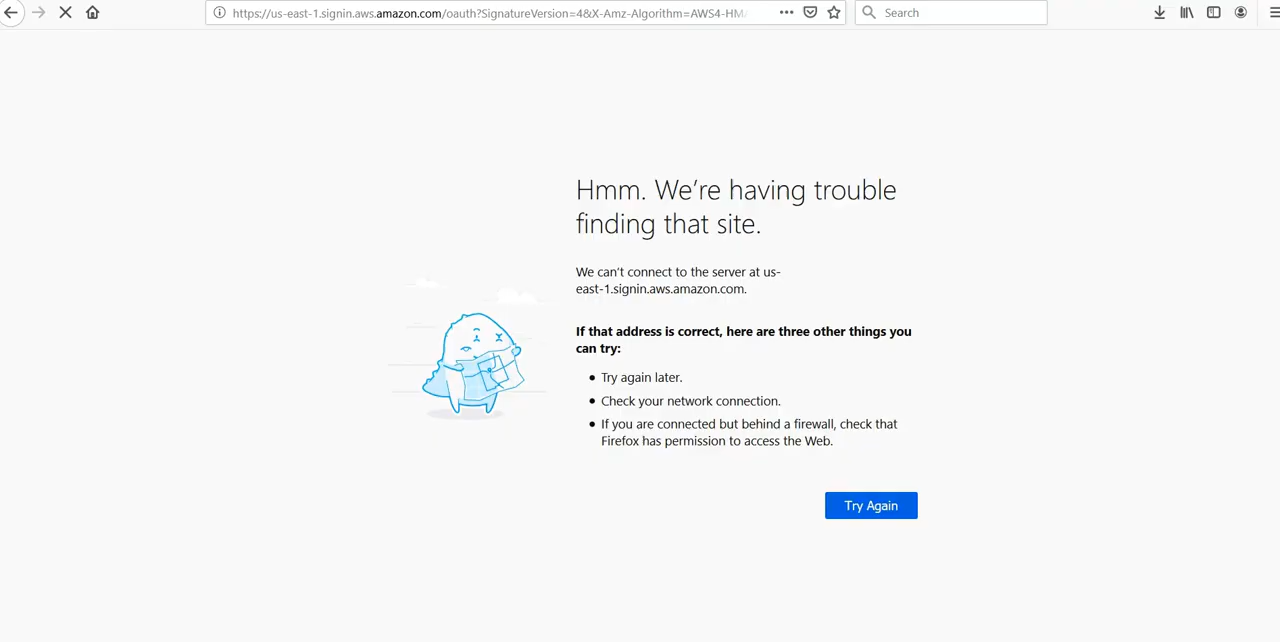 https://us-east-1.signin.aws.amazon.com/oauth?SignatureVersion=4&X-Amz-Algorithm=AWS4-HM
Search
Hmm. We’re having trouble
finding that site.
We can’t connect to the server at us-
east-1.signin.aws.amazon.com.
If that address is correct, here are three other things you
can try:
• Try again later.
• Check your network connection.
• If you are connected but behind a firewall, check that
Firefox has permission to access the Web.
Try Again